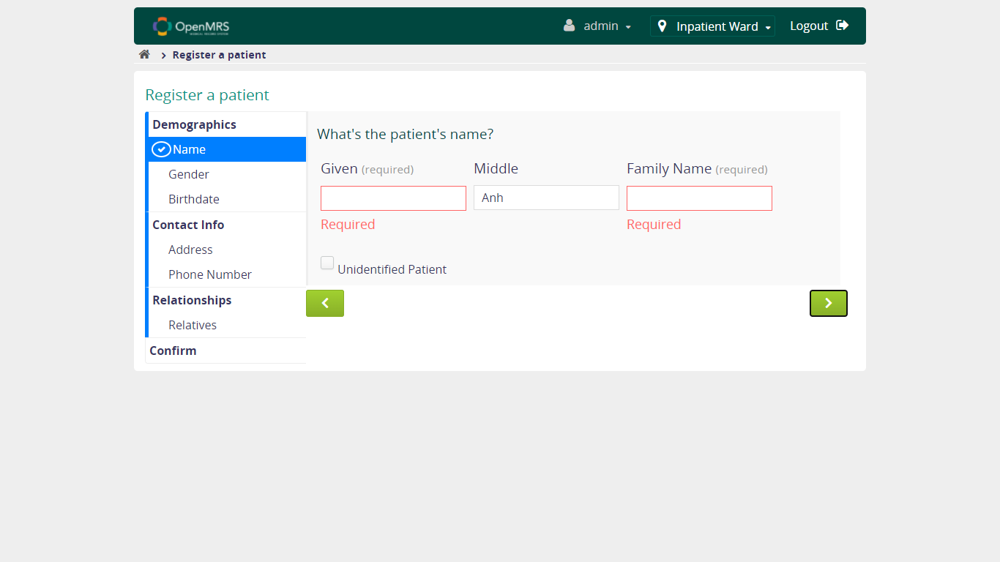 OpenMRS
admin
Inpatient Ward
Logout
Register a patient
Register a patient
Demographics
Name
Gender
Birthdate
Contact Info
Address
Phone Number
Relationships
Relatives
Confirm
What's the patient's name?
Given (required) Middle Family Name (required)
Anh
Required Required
Unidentified Patient